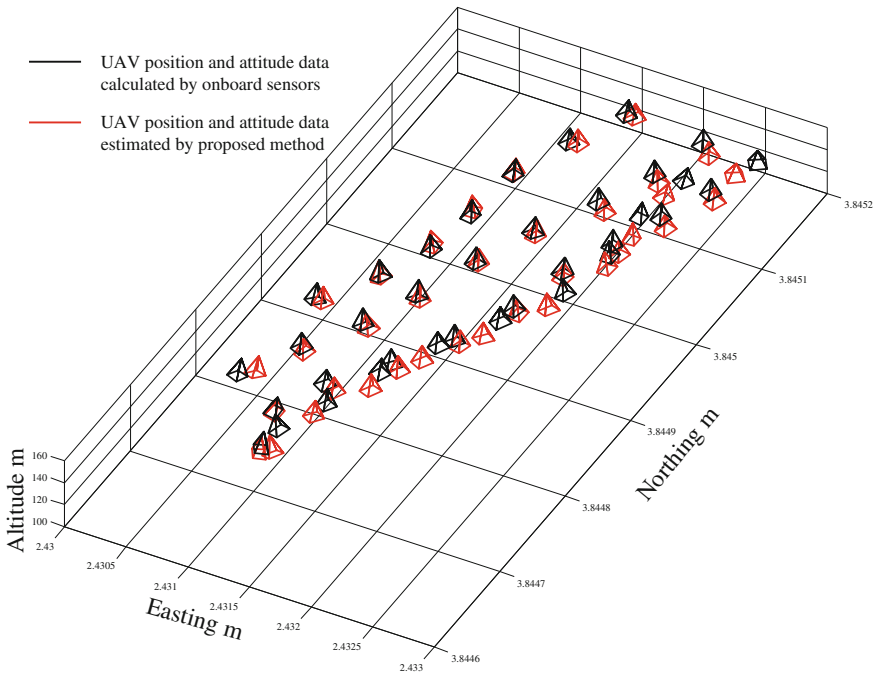 UAV position and attitude data
calculated by onboard sensors
UAV position and attitude data
estimated by proposed method
Altitude m
160
140
120
100
2.43
2.4305
2.431
2.4315
2.432
2.4325
2.433
Easting m
3.8446
3.8447
3.8448
3.8449
3.845
3.8451
3.8452
Northing m